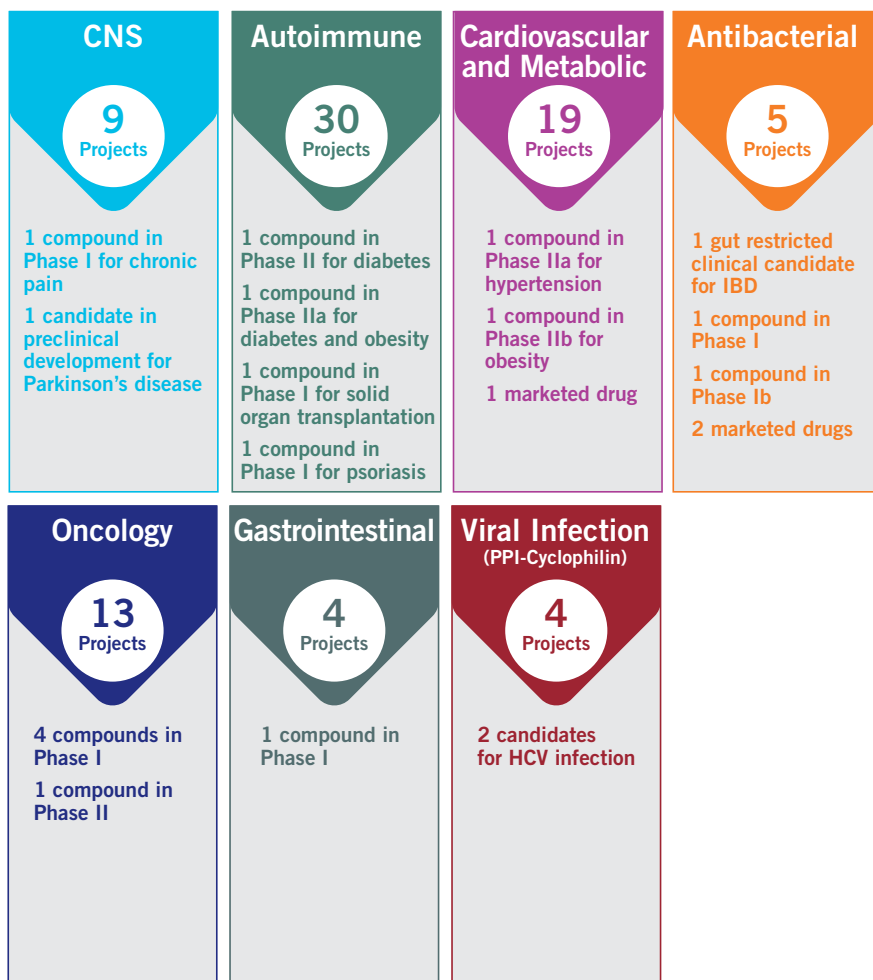 CNS
9
Projects
1 compound in
Phase I for chronic
pain
1 candidate in
preclinical
development for
Parkinson's disease
Autoimmune
30
Projects
1 compound in
Phase II for diabetes
1 compound in
Phase IIa for
diabetes and obesity
1 compound in
Phase I for solid
organ transplantation
1 compound in
Phase I for psoriasis
Cardiovascular
and Metabolic
19
Projects
1 compound in
Phase IIa for
hypertension
1 compound in
Phase IIb for
obesity
1 marketed drug
Antibacterial
5
Projects
1 gut restricted
clinical candidate
for IBD
1 compound in
Phase I
1 compound in
Phase Ib
2 marketed drugs
Oncology
13
Projects
4 compounds in
Phase I
1 compound in
Phase II
Gastrointestinal
4
Projects
1 compound in
Phase I
Viral Infection
(PPI-Cyclophilin)
4
Projects
2 candidates
for HCV infection